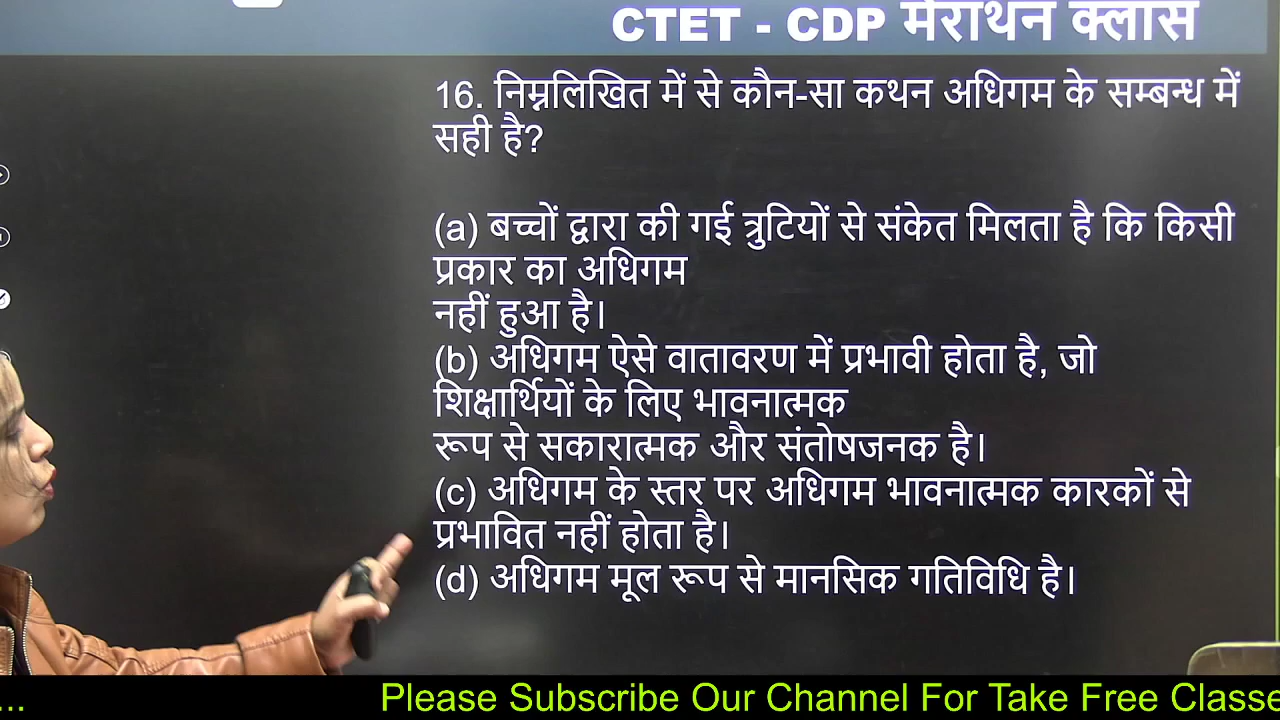 CTET - CDP मैराथन क्लास
16. निम्नलिखित में से कौन-सा कथन अधिगम के सम्बन्ध में
सही है?
(a) बच्चों द्वारा की गई त्रुटियों से संकेत मिलता है कि किसी
प्रकार का अधिगम
नहीं हुआ है।
(b) अधिगम ऐसे वातावरण में प्रभावी होता है, जो
शिक्षार्थियों के लिए भावनात्मक
रूप से सकारात्मक और संतोषजनक है।
(c) अधिगम के स्तर पर अधिगम भावनात्मक कारकों से
प्रभावित नहीं होता है।
(d) अधिगम मूल रूप से मानसिक गतिविधि है।
... Please Subscribe Our Channel For Take Free Classe